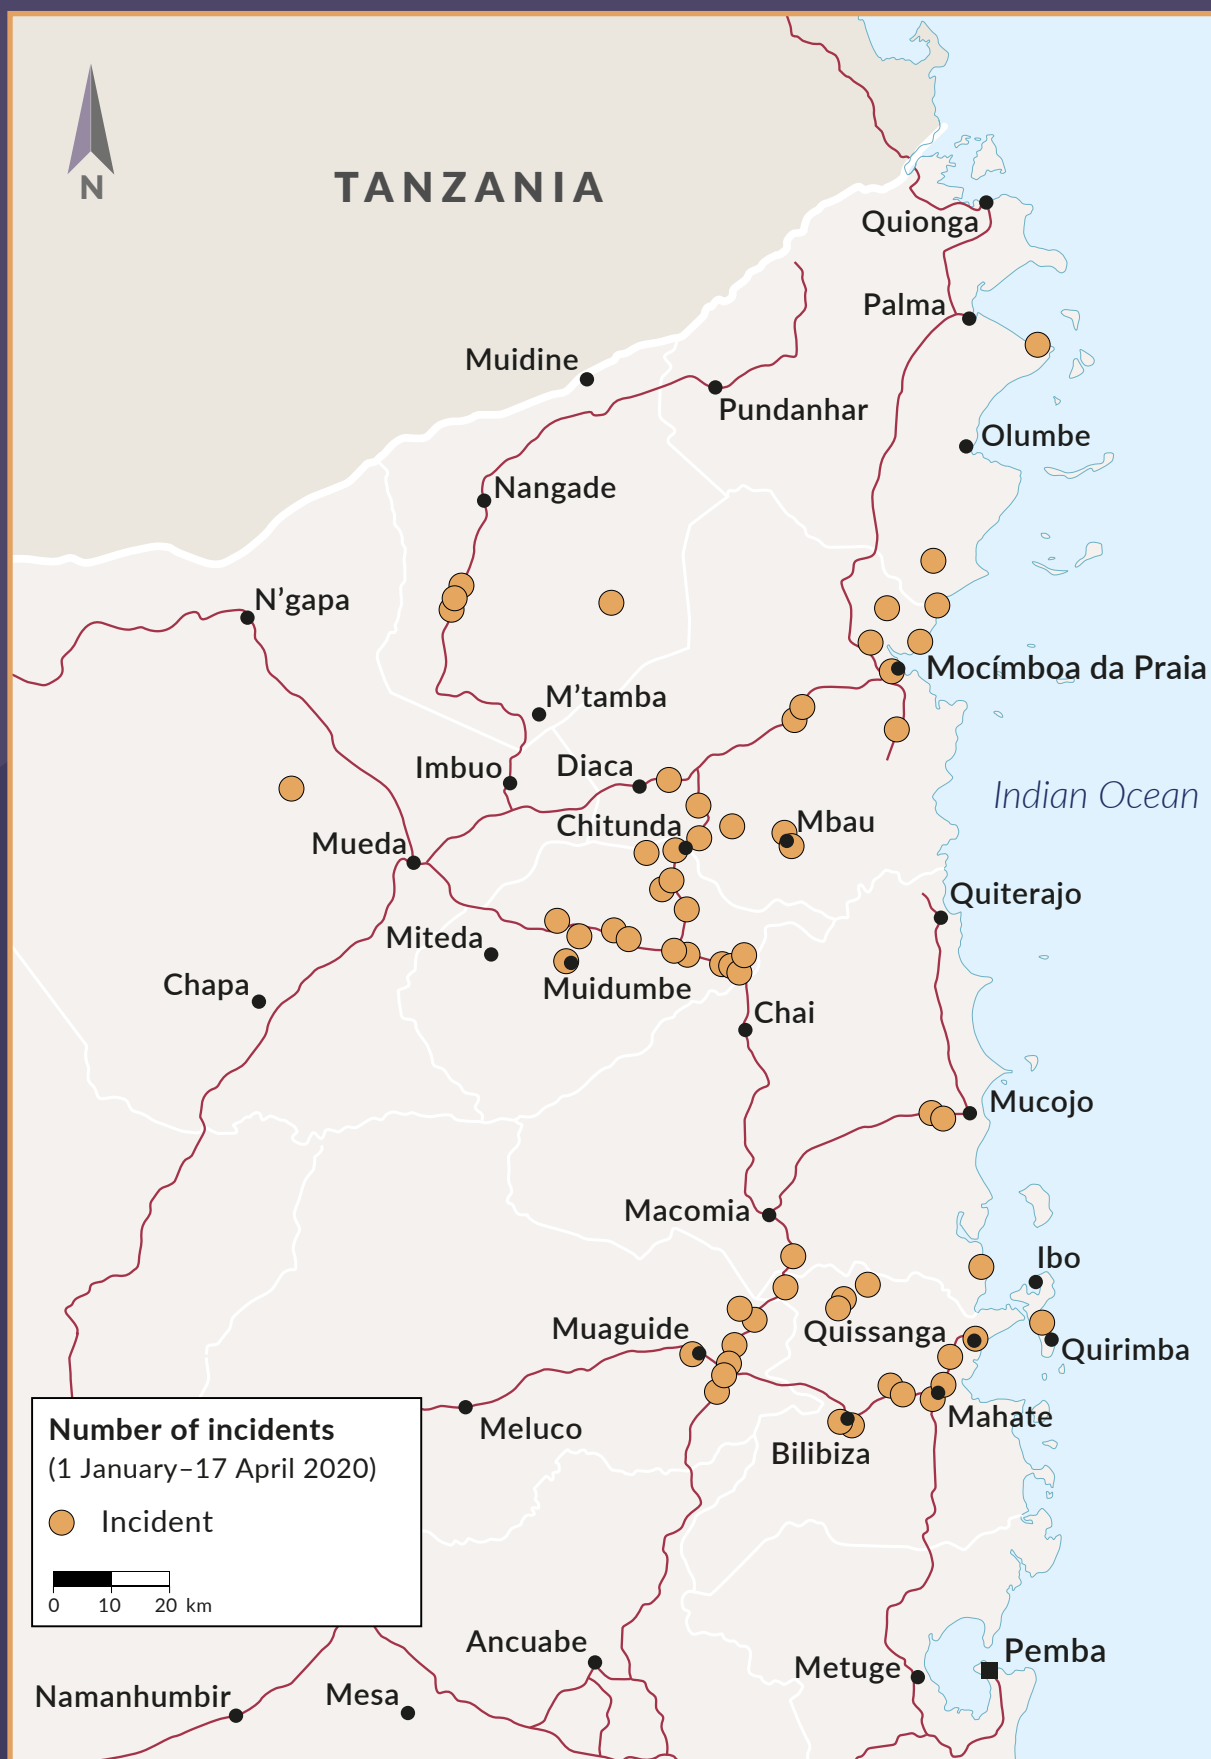 N
TANZANIA
Quionga
Palma
Muidine
Pundanhar
Olumbe
Nangade
N’gapa
Mocímboa da Praia
M’tamba
Imbuo
Diaca
Indian Ocean
Chitunda
Mbau
Mueda
Quiterajo
Miteda
Chapa
Muidumbe
Chai
Mucojo
Macomia
Ibo
Muaguide
Quissanga
Quirimba
Meluco
Mahate
Bilibiza
Number of incidents
(1 January–17 April 2020)
Incident
0 10 20 km
Ancuabe
Pemba
Metuge
Namanhumbir
Mesa